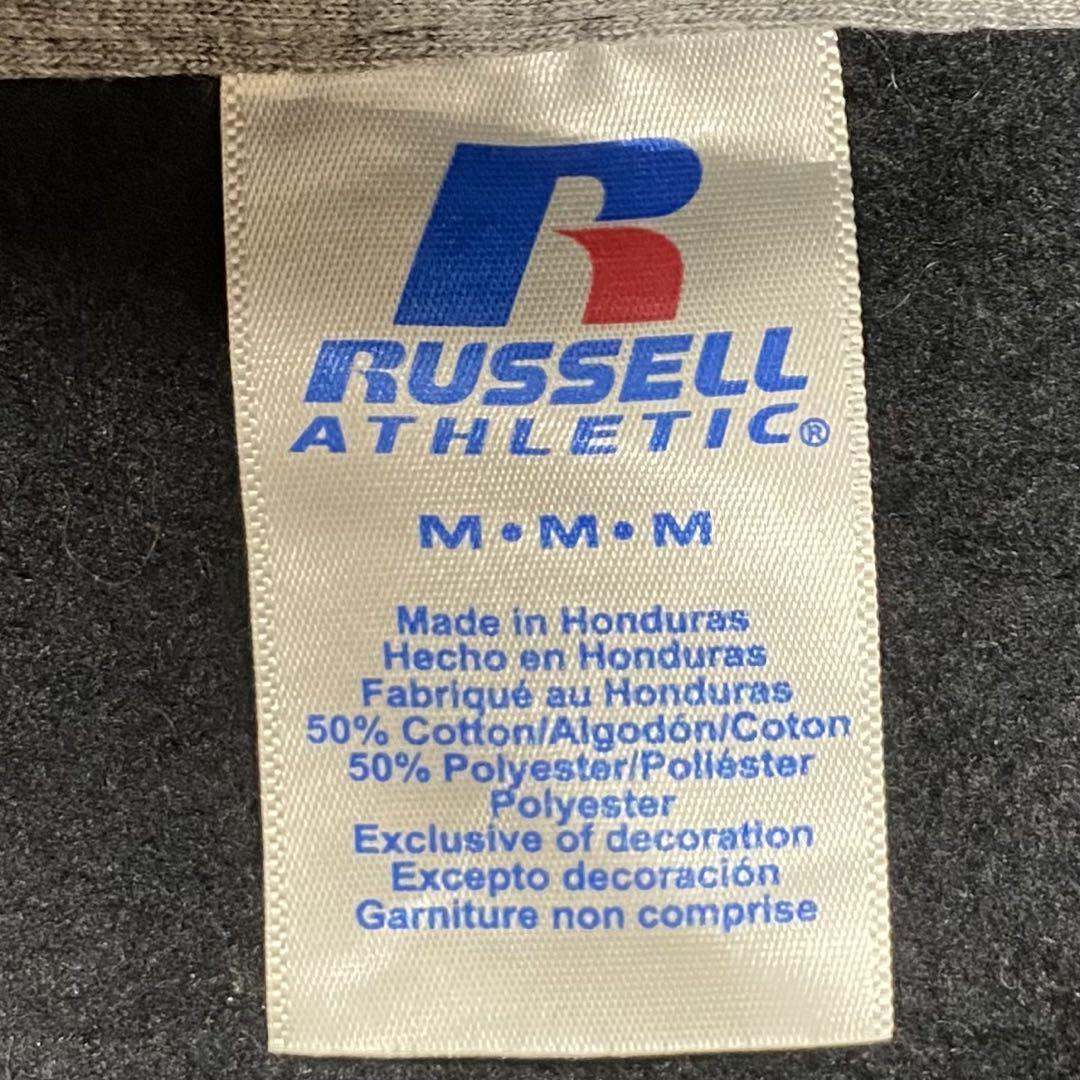 R
RUSSELL
ATHLETIC®
M•M•M
Made in Honduras
Hecho en Honduras
Fabriqué au Honduras
50% Cotton/Algodón/Coton
50% Polyester/Poliéster
Polyester
Exclusive of decoration
Excepto decoración
Garniture non comprise